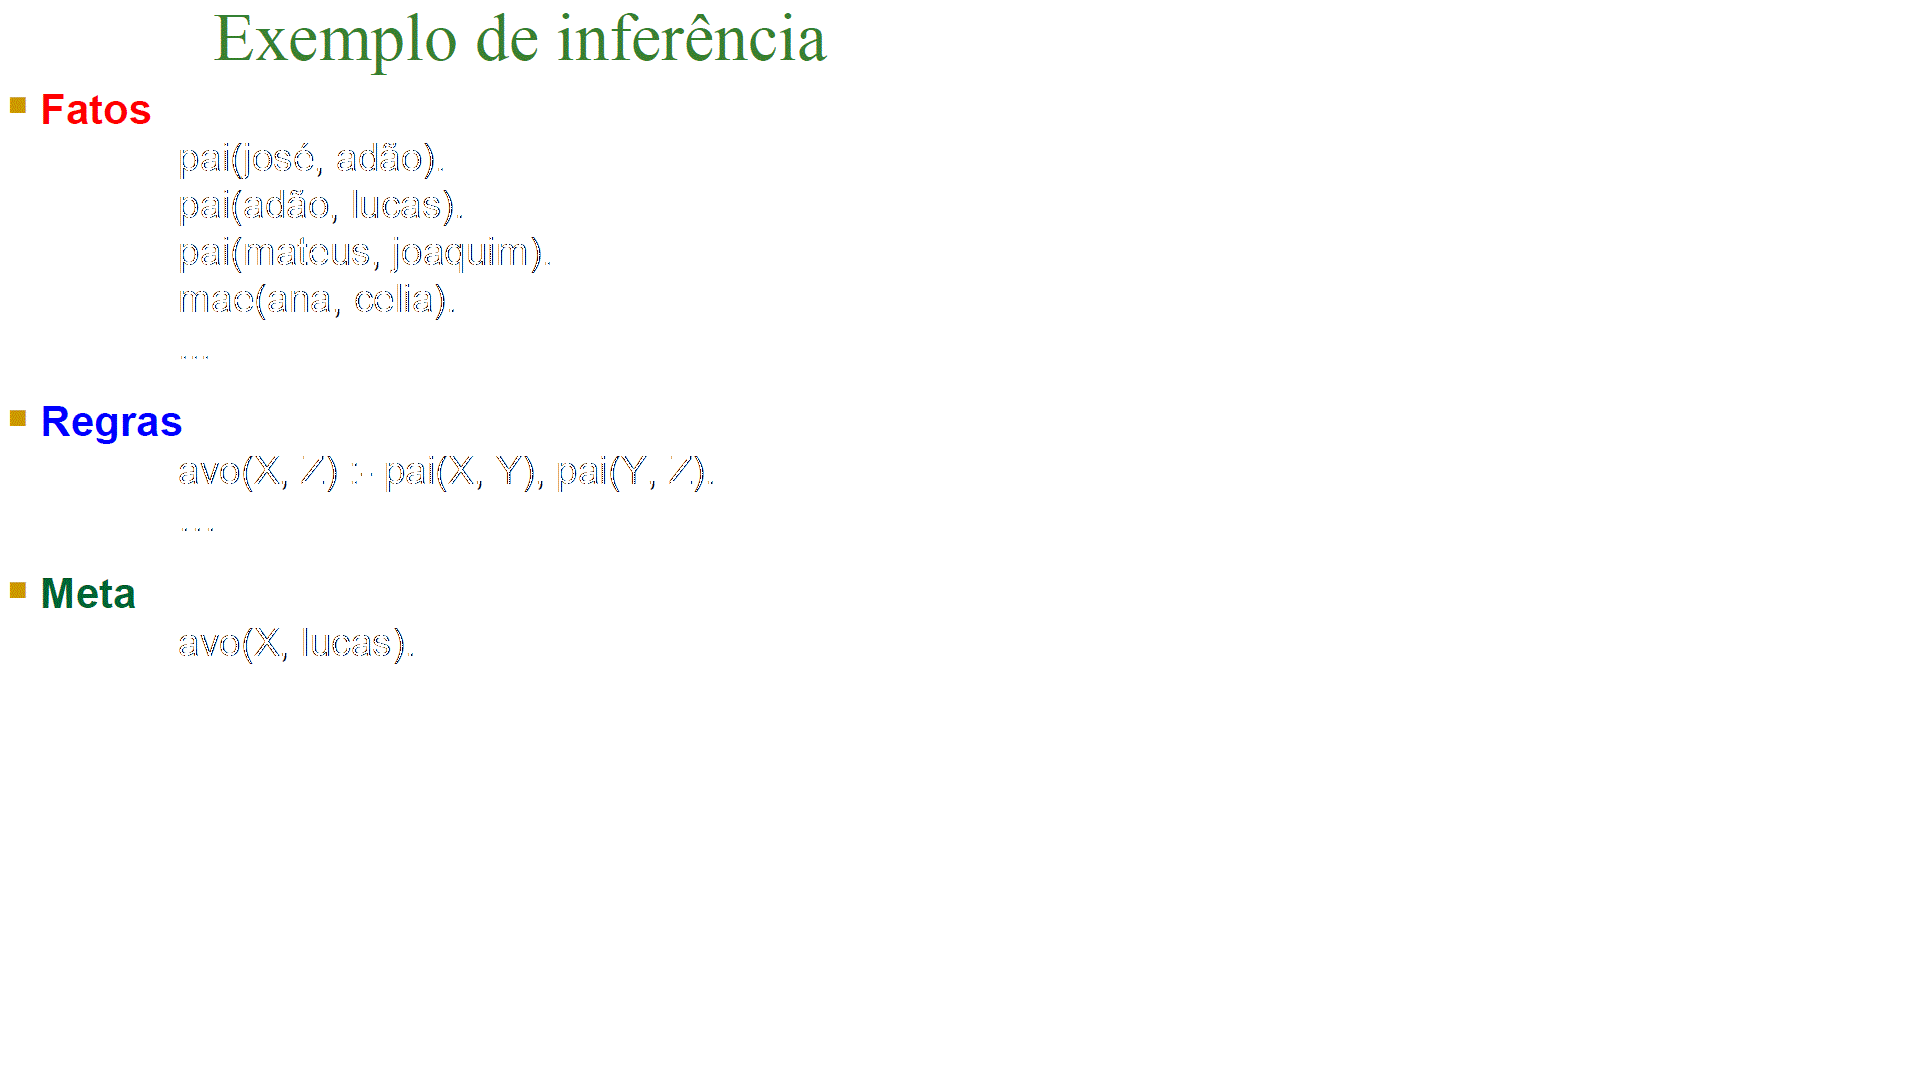 Exemplo de inferência
Fatos
pai(josé, adão).
pai(adão, lucas).
pai(mateus, joaquim).
mae(ana, celia).
...
Regras
avo(X, Z) :- pai(X, Y), pai(Y, Z).
...
Meta
avo(X, lucas).